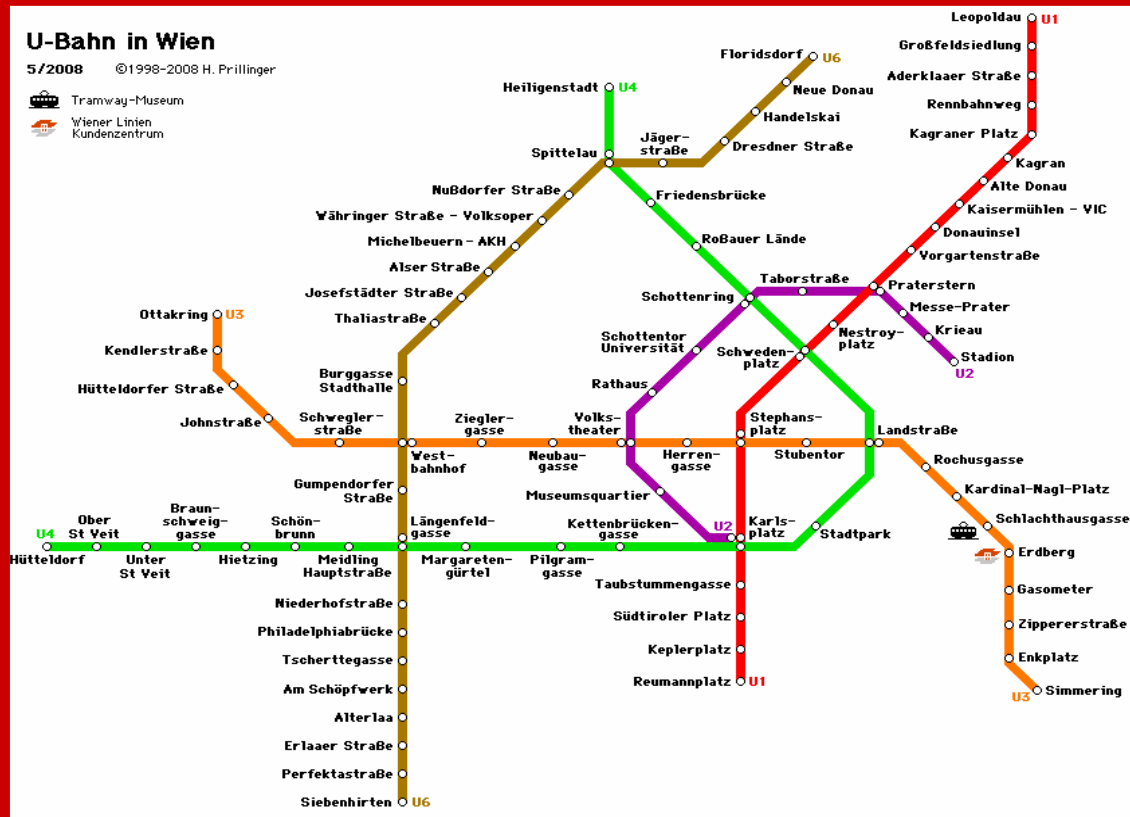 U-Bahn in Wien
5/2008 ©1998-2008 H. Prillinger
Tramway-Museum
Wiener Linien
Kundenzentrum
Leopoldau
U1
Großfeldsiedlung
Aderklaaer Straße
Rennbahnweg
Kagraner Platz
Kagran
Alte Donau
Kaisermühlen - VIC
Donauinsel
Vorgartenstraße
Praterstern
Messe-Prater
Krieau
Stadion
U2
Floridsdorf
U6
Neue Donau
Handelskai
Dresdner Straße
Jäger-
straße
Heiligenstadt
U4
Spittelau
Friedensbrücke
Roßauer Lände
Taborstraße
Schottenring
Nestroy-
platz
Schweden-
platz
Schottentor
Universität
Rathaus
Nußdorfer Straße
Währinger Straße - Volksoper
Michelbeuern - AKH
Alser Straße
Josefstädter Straße
Thaliastraße
Burggasse
Stadthalle
Ottakring
U3
Kendlerstraße
Hütteldorfer Straße
Johnstraße
Schwegler-
straße
West-
bahnhof
Ziegler-
gasse
Neubau-
gasse
Volks-
theater
Herren-
gasse
Stephans-
platz
Stubentor
Landstraße
Rochusgasse
Kardinal-Nagl-Platz
Schlachthausgasse
Erdberg
Gasometer
Zippererstraße
Enkplatz
U3
Simmering
Gumpendorfer
Straße
Museumsquartier
U2
Karls-
platz
Stadtpark
Kettenbrücken-
gasse
Pilgram-
gasse
Margareten-
gürtel
Längenfeld-
gasse
Meidling
Hauptstraße
Schön-
brunn
Hietzing
Braun-
schweig-
gasse
Unter
St Veit
Ober
St Veit
U4
Hütteldorf
Niederhofstraße
Philadelphiabrücke
Tscherttegasse
Am Schöpfwerk
Alterlaa
Erlaaer Straße
Perfektastraße
Siebenhirten
U6
Taubstummengasse
Südtiroler Platz
Keplerplatz
Reumannplatz
U1